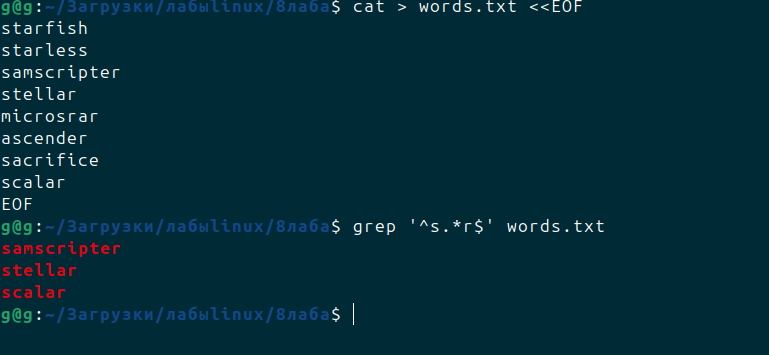 g@g:~/Загрузки/лабыlinux/8лаба$ cat > words.txt <<EOF
starfish
starless
samscripter
stellar
microsrar
ascender
sacrifice
scalar
EOF
g@g:~/Загрузки/лабыlinux/8лаба$ grep '^s.*r$' words.txt
samscripter
stellar
scalar
g@g:~/Загрузки/лабыlinux/8лаба$